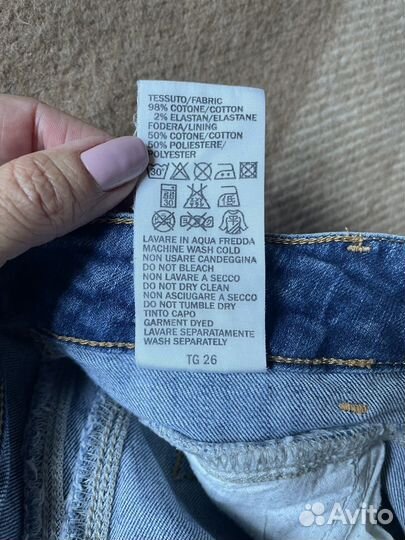 TESSUTO/FABRIC
98% COTONE/COTTON
2% ELASTAN/ELASTANE
FODERA/LINING
50% COTONE/COTTON
50% POLIESTERE/
POLYESTER
30°
LAVARE IN AQUA FREDDA
MACHINE WASH COLD
NON USARE CANDEGGINA
DO NOT BLEACH
NON LAVARE A SECCO
DO NOT DRY CLEAN
NON ASCIUGARE A SECCO
DO NOT TUMBLE DRY
TINTO CAPO
GARMENT DYED
LAVARE SEPARATAMENTE
WASH SEPARATELY
TG 26
Avito